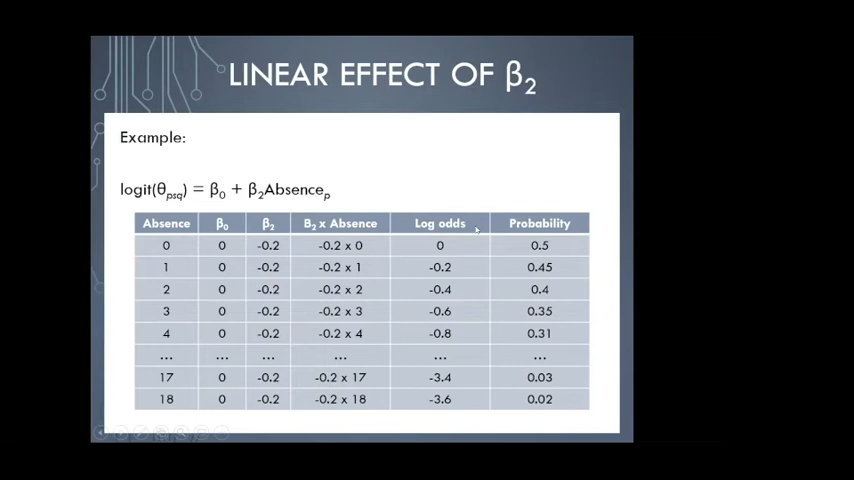 LINEAR EFFECT OF β₂
Example:
logit(θpsq) = β₀ + β₂Absencep
Absence β₀ β₂ B₂ x Absence Log odds Probability
0 0 -0.2 -0.2 x 0 0 0.5
1 0 -0.2 -0.2 x 1 -0.2 0.45
2 0 -0.2 -0.2 x 2 -0.4 0.4
3 0 -0.2 -0.2 x 3 -0.6 0.35
4 0 -0.2 -0.2 x 4 -0.8 0.31
... ... ... ... ... ...
17 0 -0.2 -0.2 x 17 -3.4 0.03
18 0 -0.2 -0.2 x 18 -3.6 0.02